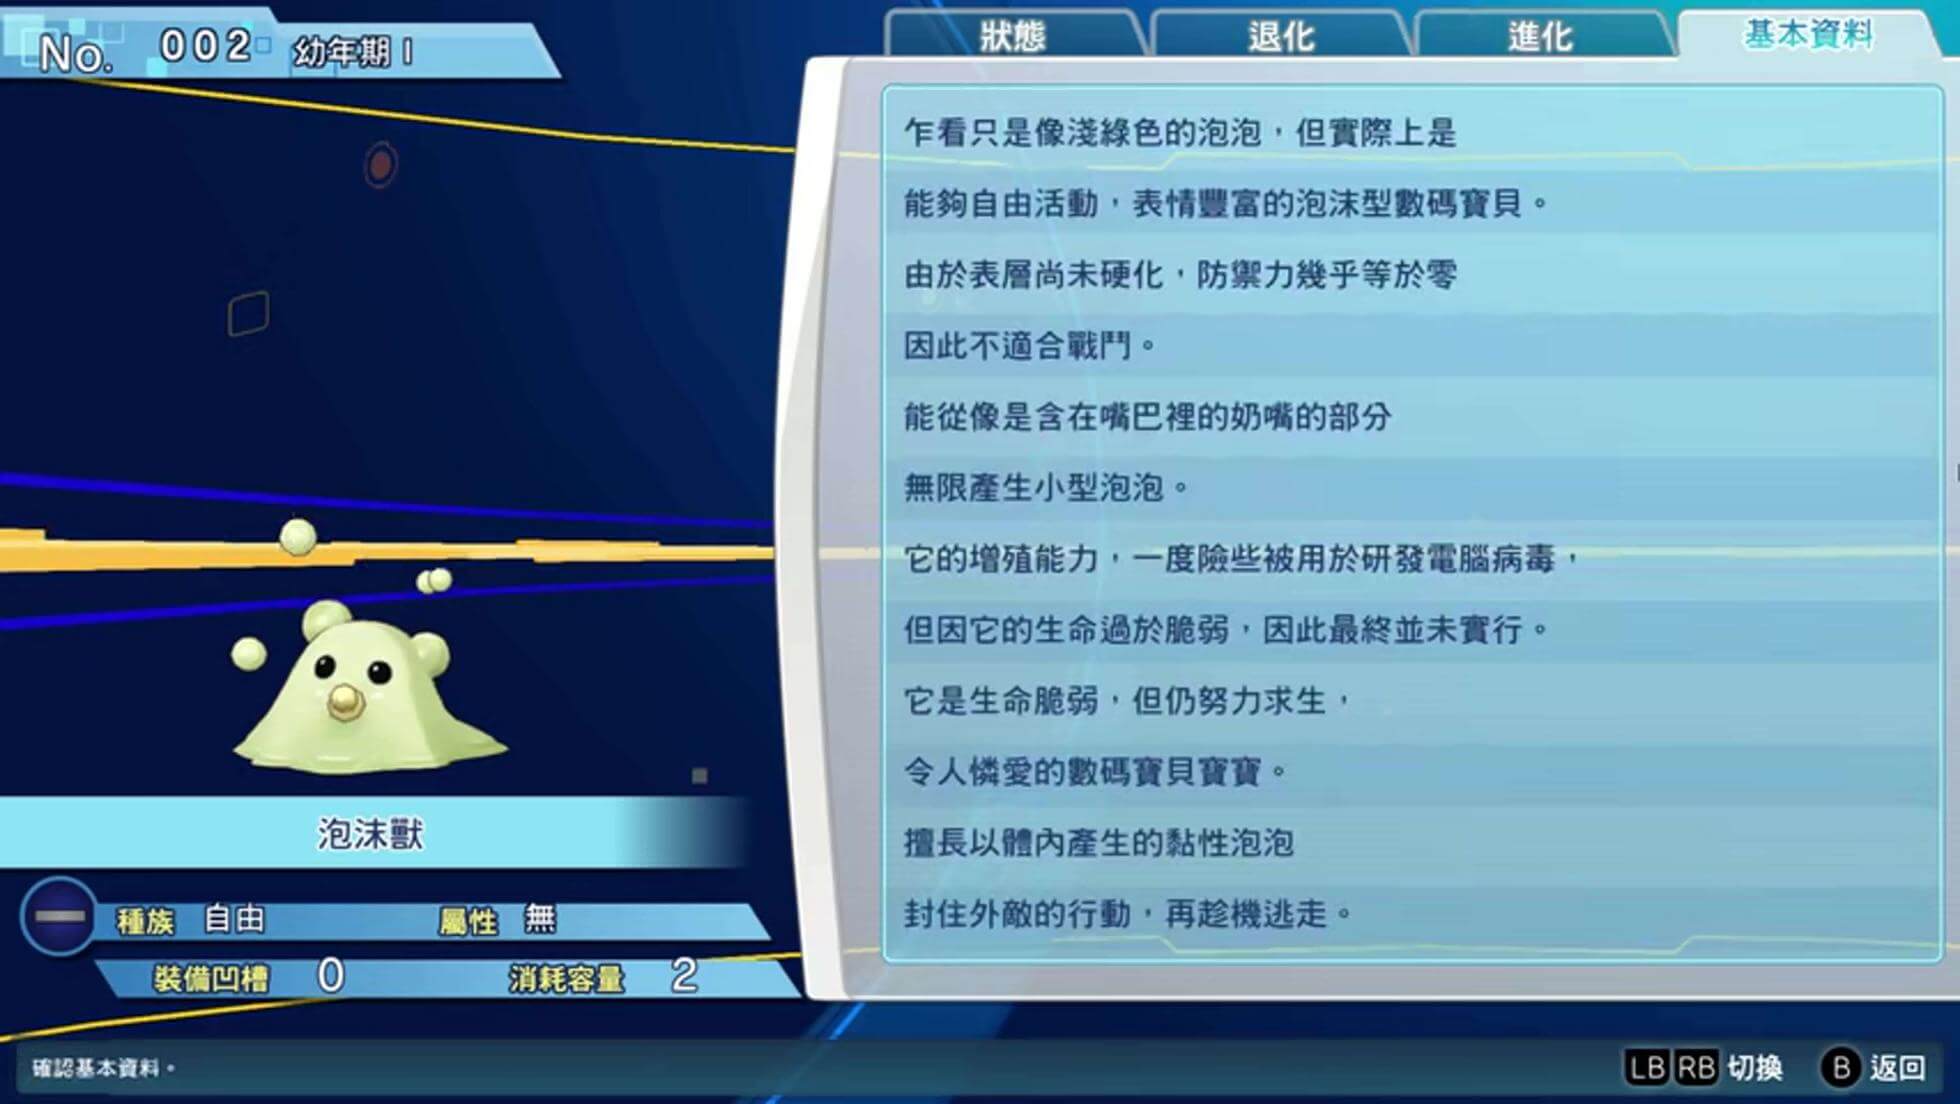 No. 002 幼年期 I
狀態 退化 進化 基本資料
乍看只是像淺綠色的泡泡，但實際上是
能夠自由活動，表情豐富的泡沫型數碼寶貝。
由於表層尚未硬化，防禦力幾乎等於零
因此不適合戰鬥。
能從像是含在嘴巴裡的奶嘴的部分
無限產生小型泡泡。
它的增殖能力，一度險些被用於研發電腦病毒，
但因它的生命過於脆弱，因此最終並未實行。
它是生命脆弱，但仍努力求生，
令人憐愛的數碼寶貝寶寶。
擅長以體內產生的黏性泡泡
封住外敵的行動，再趁機逃走。
泡沫獸
種族 自由 屬性 無
裝備凹槽 0 消耗容量 2
確認基本資料。
LB RB 切換 B 返回